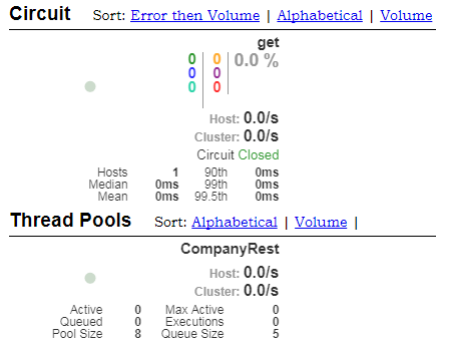 Circuit Sort: Error then Volume | Alphabetical | Volume
get
0 0 0.0 %
0 0
0 0
Host: 0.0/s
Cluster: 0.0/s
Circuit Closed
Hosts 1 90th 0ms
Median 0ms 99th 0ms
Mean 0ms 99.5th 0ms
Thread Pools Sort: Alphabetical | Volume |
CompanyRest
Host: 0.0/s
Cluster: 0.0/s
Active 0 Max Active 0
Queued 0 Executions 0
Pool Size 8 Queue Size 5